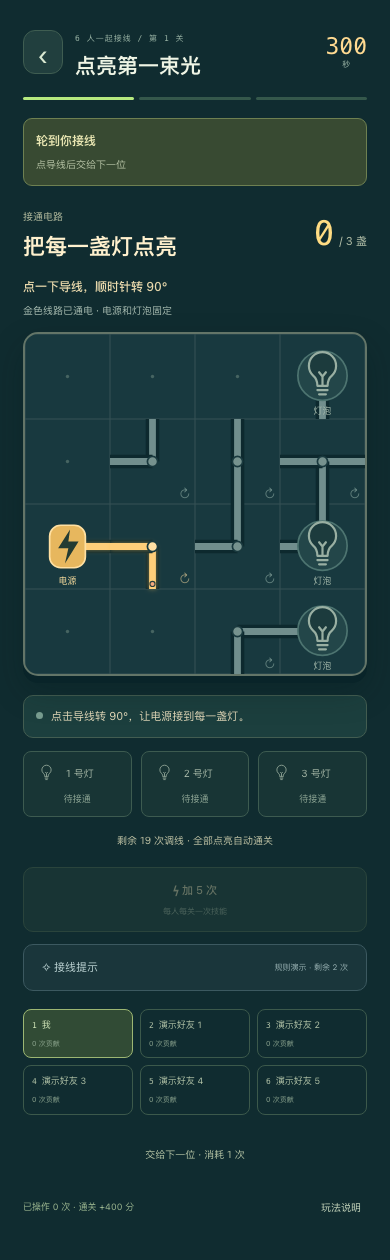 6 人一起接线 / 第 1 关
点亮第一束光
300
秒
轮到你接线
点导线后交给下一位
接通电路
把每一盏灯点亮
0 / 3 盏
点一下导线，顺时针转 90°
金色线路已通电 · 电源和灯泡固定
灯泡
电源
灯泡
灯泡
点击导线转 90°，让电源接到每一盏灯。
1 号灯
待接通
2 号灯
待接通
3 号灯
待接通
剩余 19 次调线 · 全部点亮自动通关
加 5 次
每人每关一次技能
接线提示
规则演示 · 剩余 2 次
1 我
0 次贡献
2 演示好友 1
0 次贡献
3 演示好友 2
0 次贡献
4 演示好友 3
0 次贡献
5 演示好友 4
0 次贡献
6 演示好友 5
0 次贡献
交给下一位 · 消耗 1 次
已操作 0 次 · 通关 +400 分
玩法说明